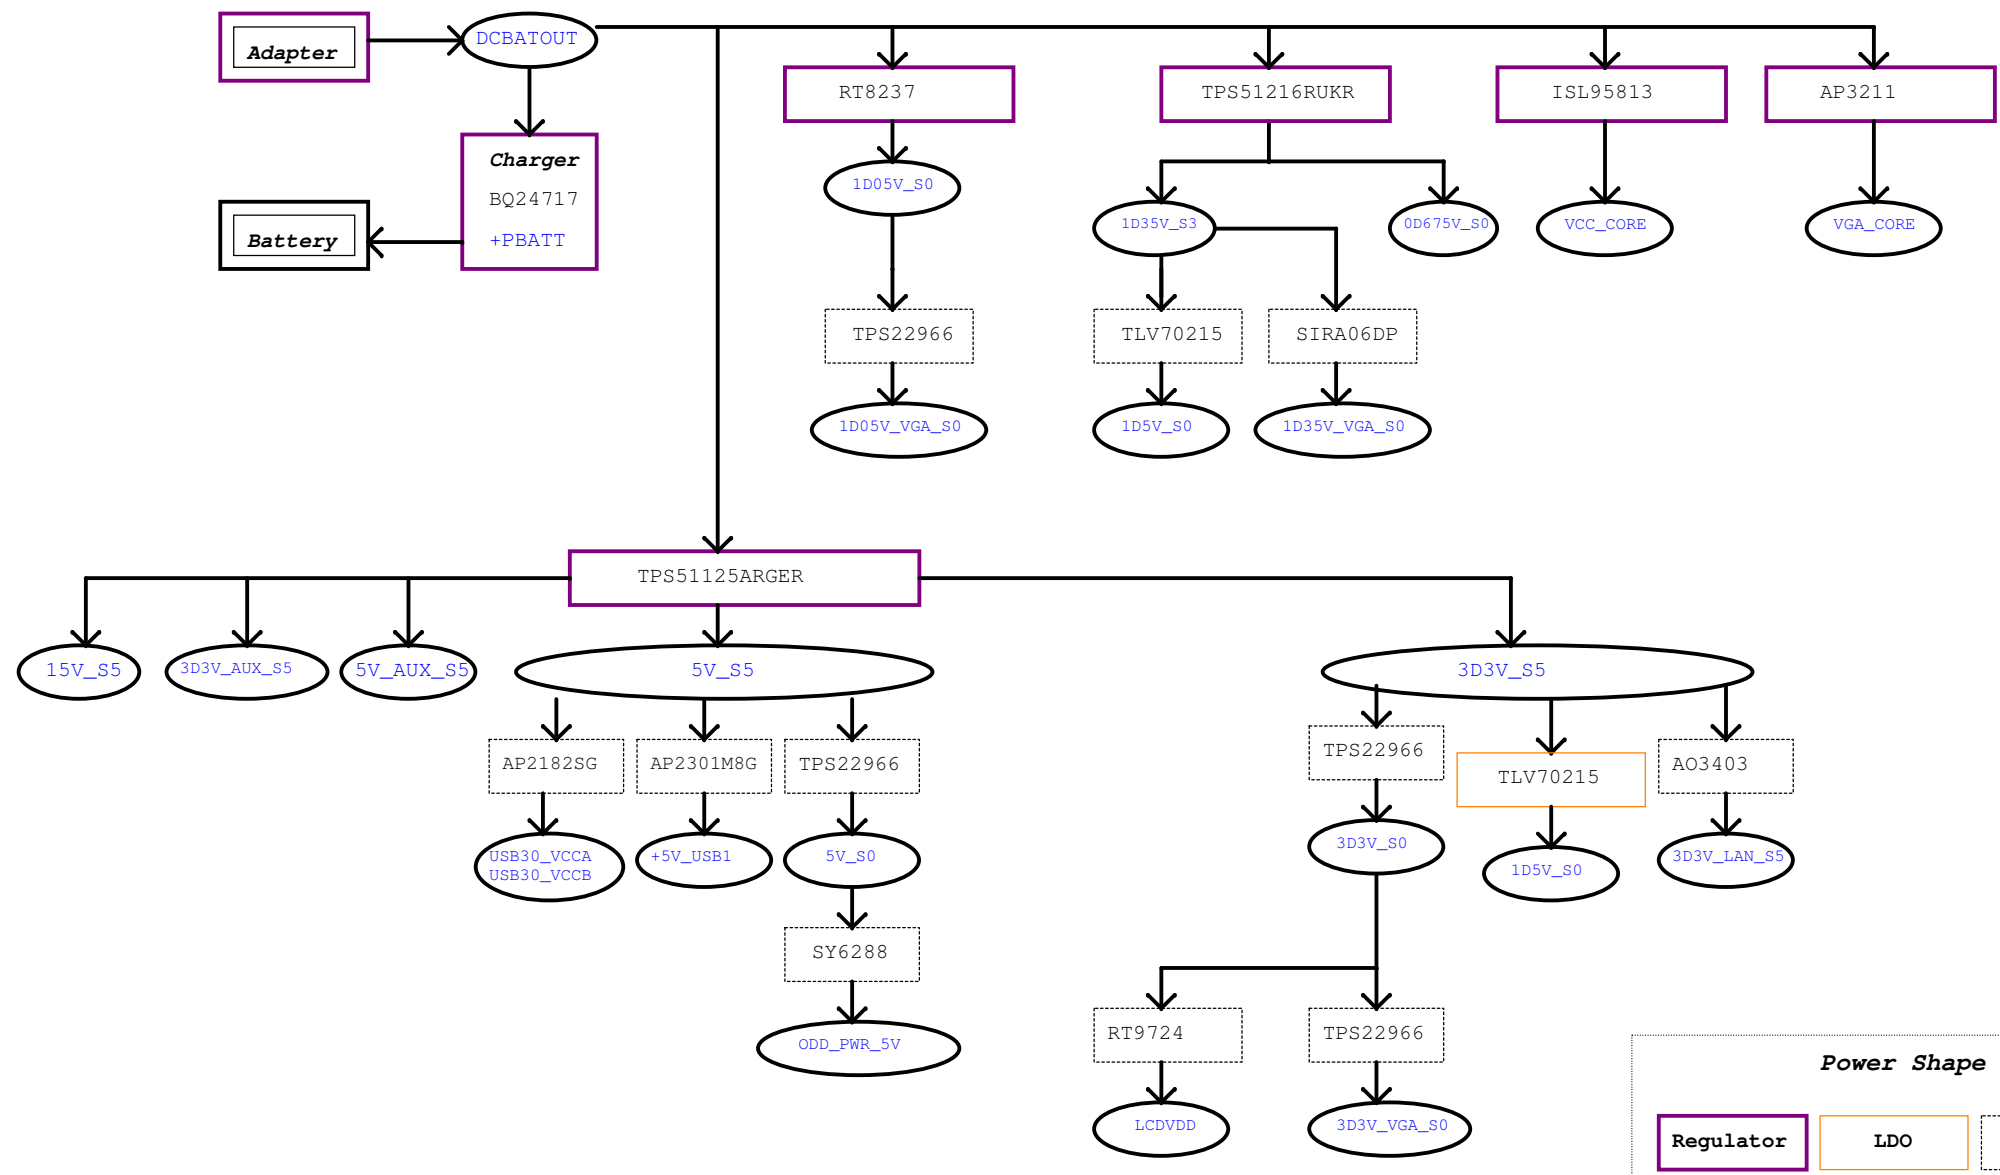 Adapter
DCBATOUT
RT8237
TPS51216RUKR
ISL95813
AP3211
Charger
BQ24717
+PBATT
Battery
1D05V_S0
1D35V_S3
0D675V_S0
VCC_CORE
VGA_CORE
TPS22966
TLV70215
SIRA06DP
1D05V_VGA_S0
1D5V_S0
1D35V_VGA_S0
TPS51125ARGER
15V_S5
3D3V_AUX_S5
5V_AUX_S5
5V_S5
3D3V_S5
AP2182SG
AP2301M8G
TPS22966
TPS22966
TLV70215
AO3403
USB30_VCCA
USB30_VCCB
+5V_USB1
5V_S0
3D3V_S0
1D5V_S0
3D3V_LAN_S5
SY6288
ODD_PWR_5V
RT9724
TPS22966
LCDVDD
3D3V_VGA_S0
Power Shape
Regulator
LDO